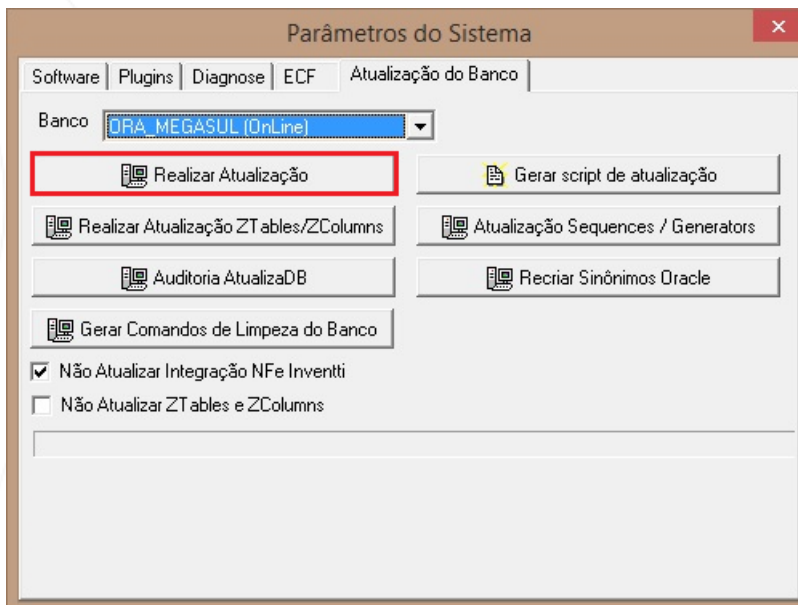 Parâmetros do Sistema
Software Plugins Diagnose ECF Atualização do Banco
Banco ORA_MEGASUL (OnLine)
Realizar Atualização Gerar script de atualização
Realizar Atualização ZTables/ZColumns Atualização Sequences / Generators
Auditoria AtualizaDB Recriar Sinônimos Oracle
Gerar Comandos de Limpeza do Banco
Não Atualizar Integração NFe Inventti
Não Atualizar ZTables e ZColumns